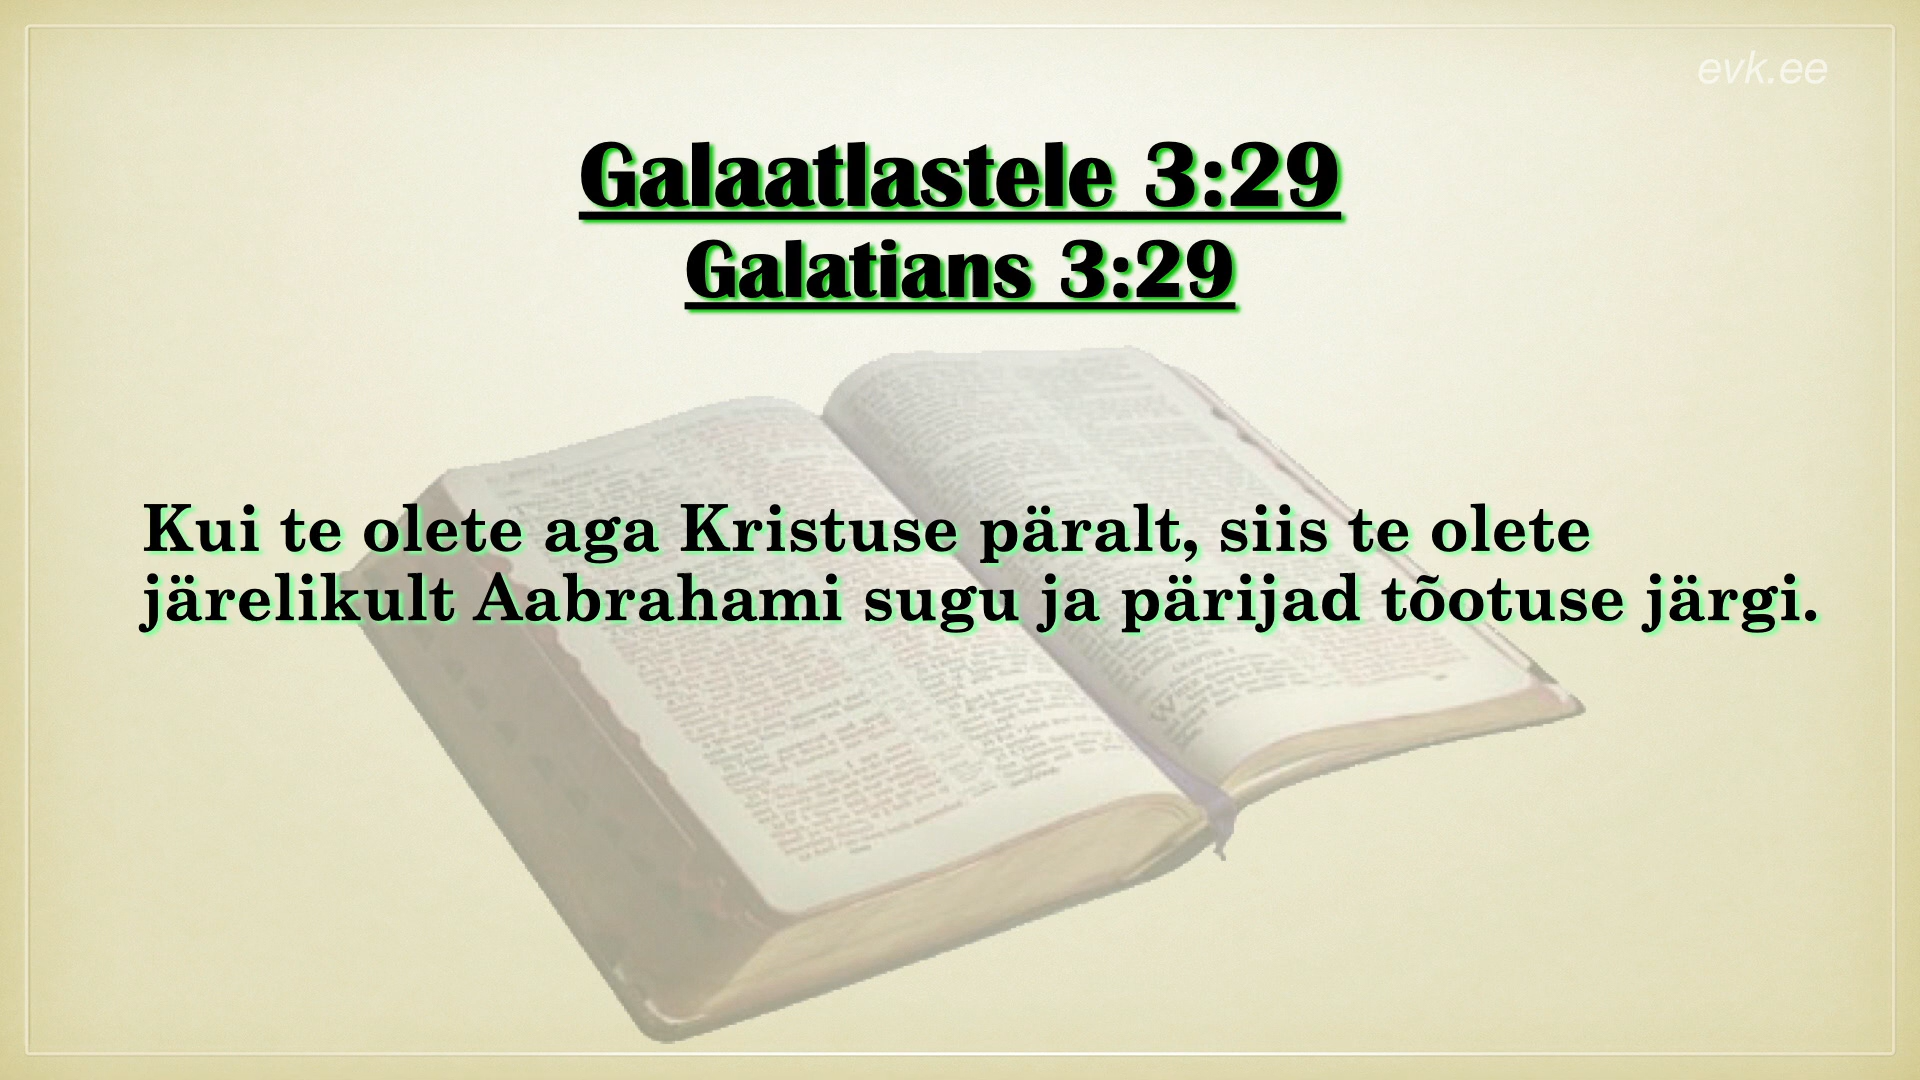 evk.ee
Galaatlastele 3:29
Galatians 3:29
Kui te olete aga Kristuse päralt, siis te olete
järelikult Aabrahami sugu ja pärijad tõotuse järgi.